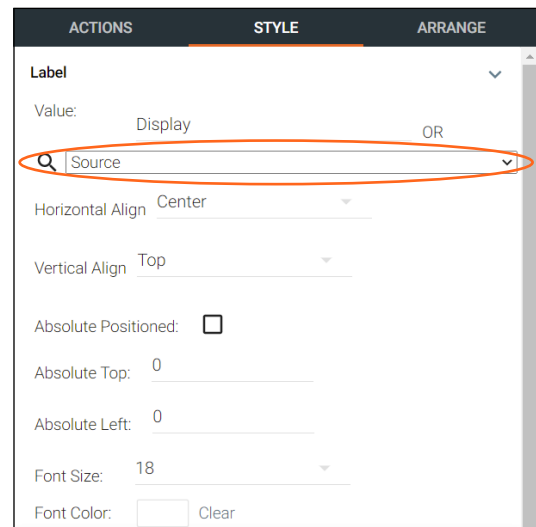 ACTIONS STYLE ARRANGE
Label
Value: Display OR
Source
Horizontal Align Center
Vertical Align Top
Absolute Positioned:
Absolute Top: 0
Absolute Left: 0
Font Size: 18
Font Color: Clear